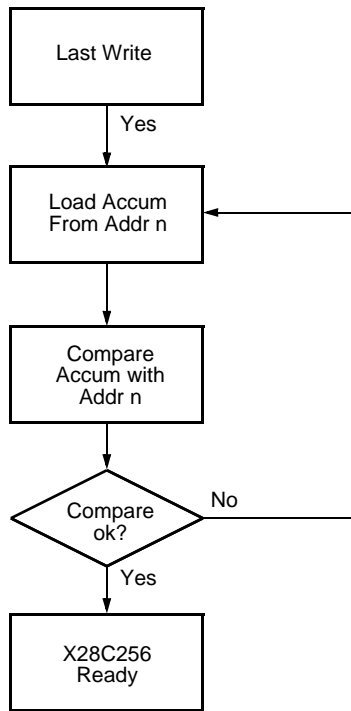 Last Write
Yes
Load Accum
From Addr n
Compare
Accum with
Addr n
Compare
ok?
No
Yes
X28C256
Ready